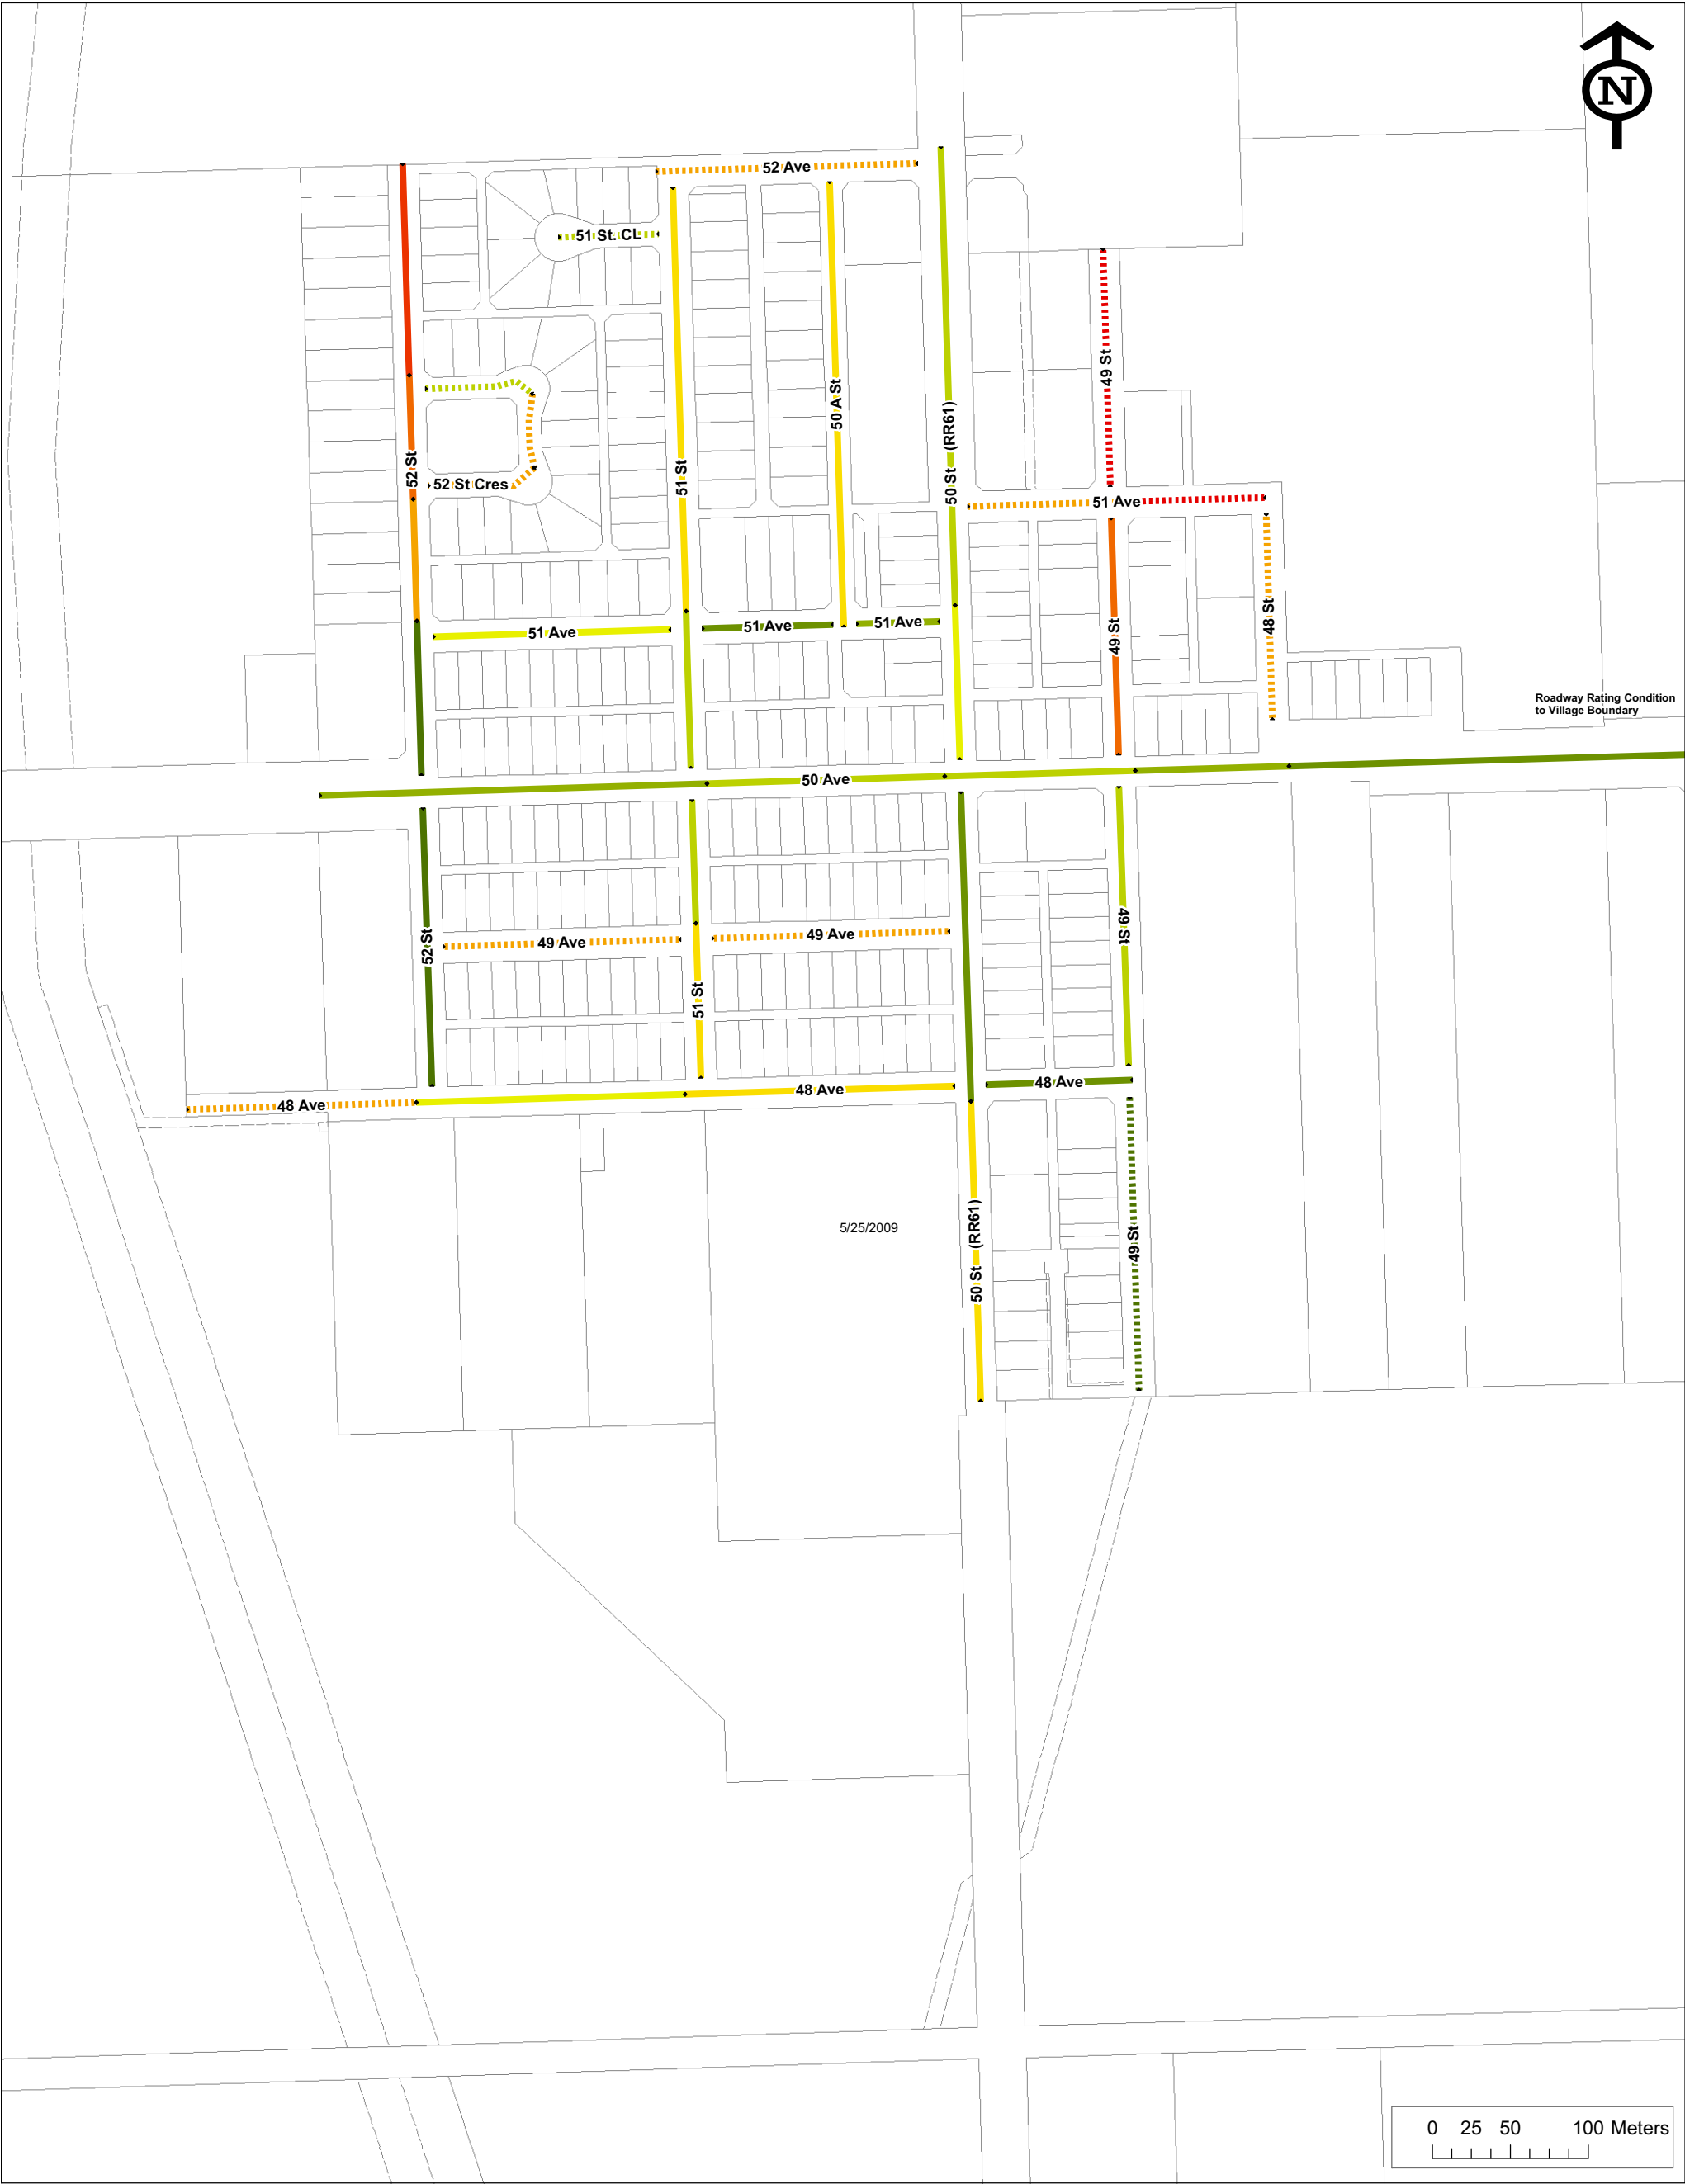 N
52 Ave
51 St. CL
49 St
50 A St
50 St (RR61)
52 St
51 St
52 St Cres
51 Ave
51 Ave
51 Ave
51 Ave
49 St
48 St
Roadway Rating Condition
to Village Boundary
50 Ave
49 St
52 St
49 Ave
49 Ave
51 St
48 Ave
48 Ave
48 Ave
5/25/2009
50 St (RR61)
49 St
0 25 50 100 Meters